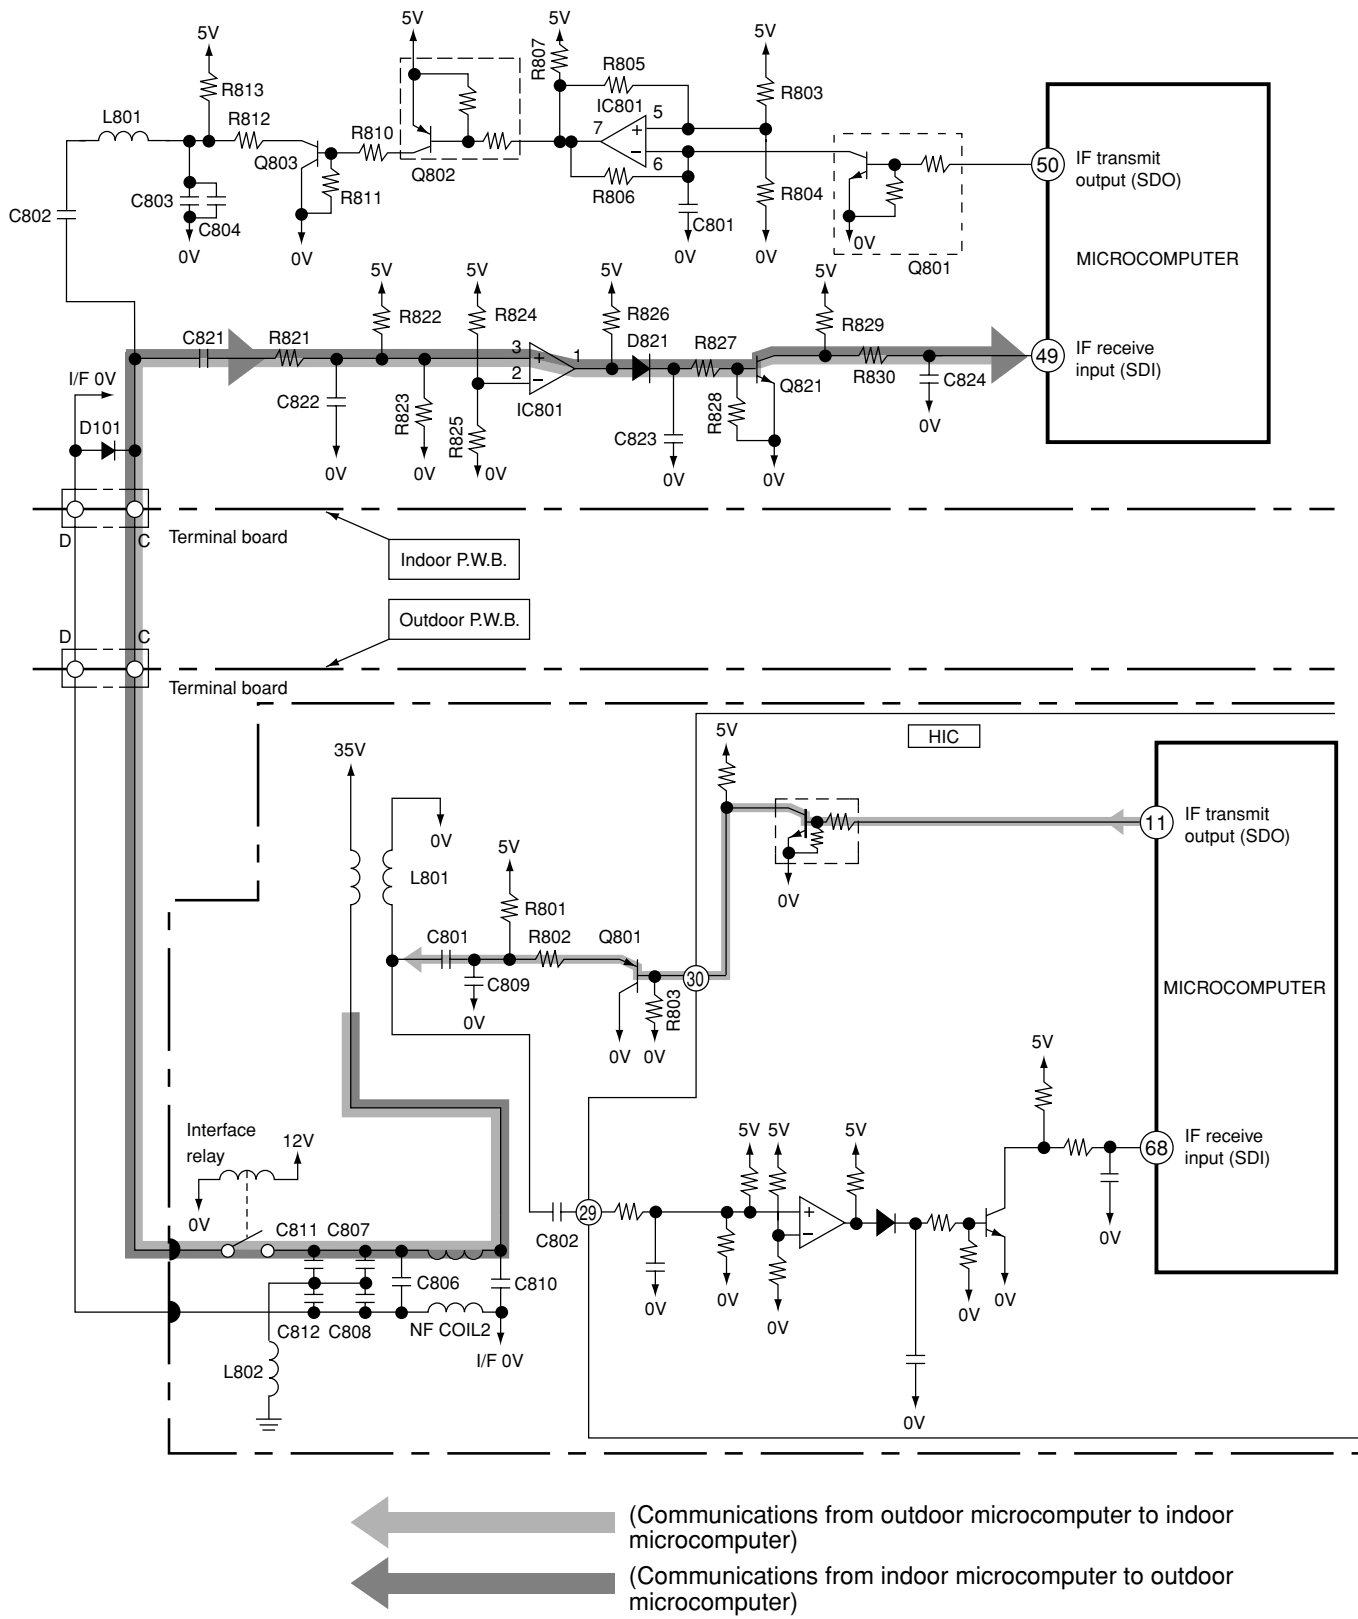 5V
5V
5V
5V
R807
R805
R813
IC801
R803
L801
R812
R810
7
5
Q803
Q802
+
−
6
50
IF transmit
output (SDO)
R811
R806
R804
C803
C802
C804
C801
0V
0V
0V
0V
0V
0V
Q801
MICROCOMPUTER
5V
5V
5V
5V
R822
R824
R826
R829
C821
R821
D821
R827
3
+
1
2
−
49
IF receive
input (SDI)
I/F 0V
C822
R823
R825
IC801
R828
Q821
R830
C824
D101
C823
0V
0V
0V
0V
0V
0V
0V
D
C
Terminal board
Indoor P.W.B.
Outdoor P.W.B.
D
C
Terminal board
5V
HIC
35V
0V
11
IF transmit
output (SDO)
5V
L801
R801
0V
C801
R802
Q801
30
C809
R803
MICROCOMPUTER
0V
0V
0V
5V
Interface
relay
12V
5V
5V
5V
68
IF receive
input (SDI)
0V
29
+
−
C811
C807
C802
0V
C806
C810
0V
0V
0V
0V
0V
C812
C808
NF COIL2
I/F 0V
L802
0V
(Communications from outdoor microcomputer to indoor
microcomputer)
(Communications from indoor microcomputer to outdoor
microcomputer)